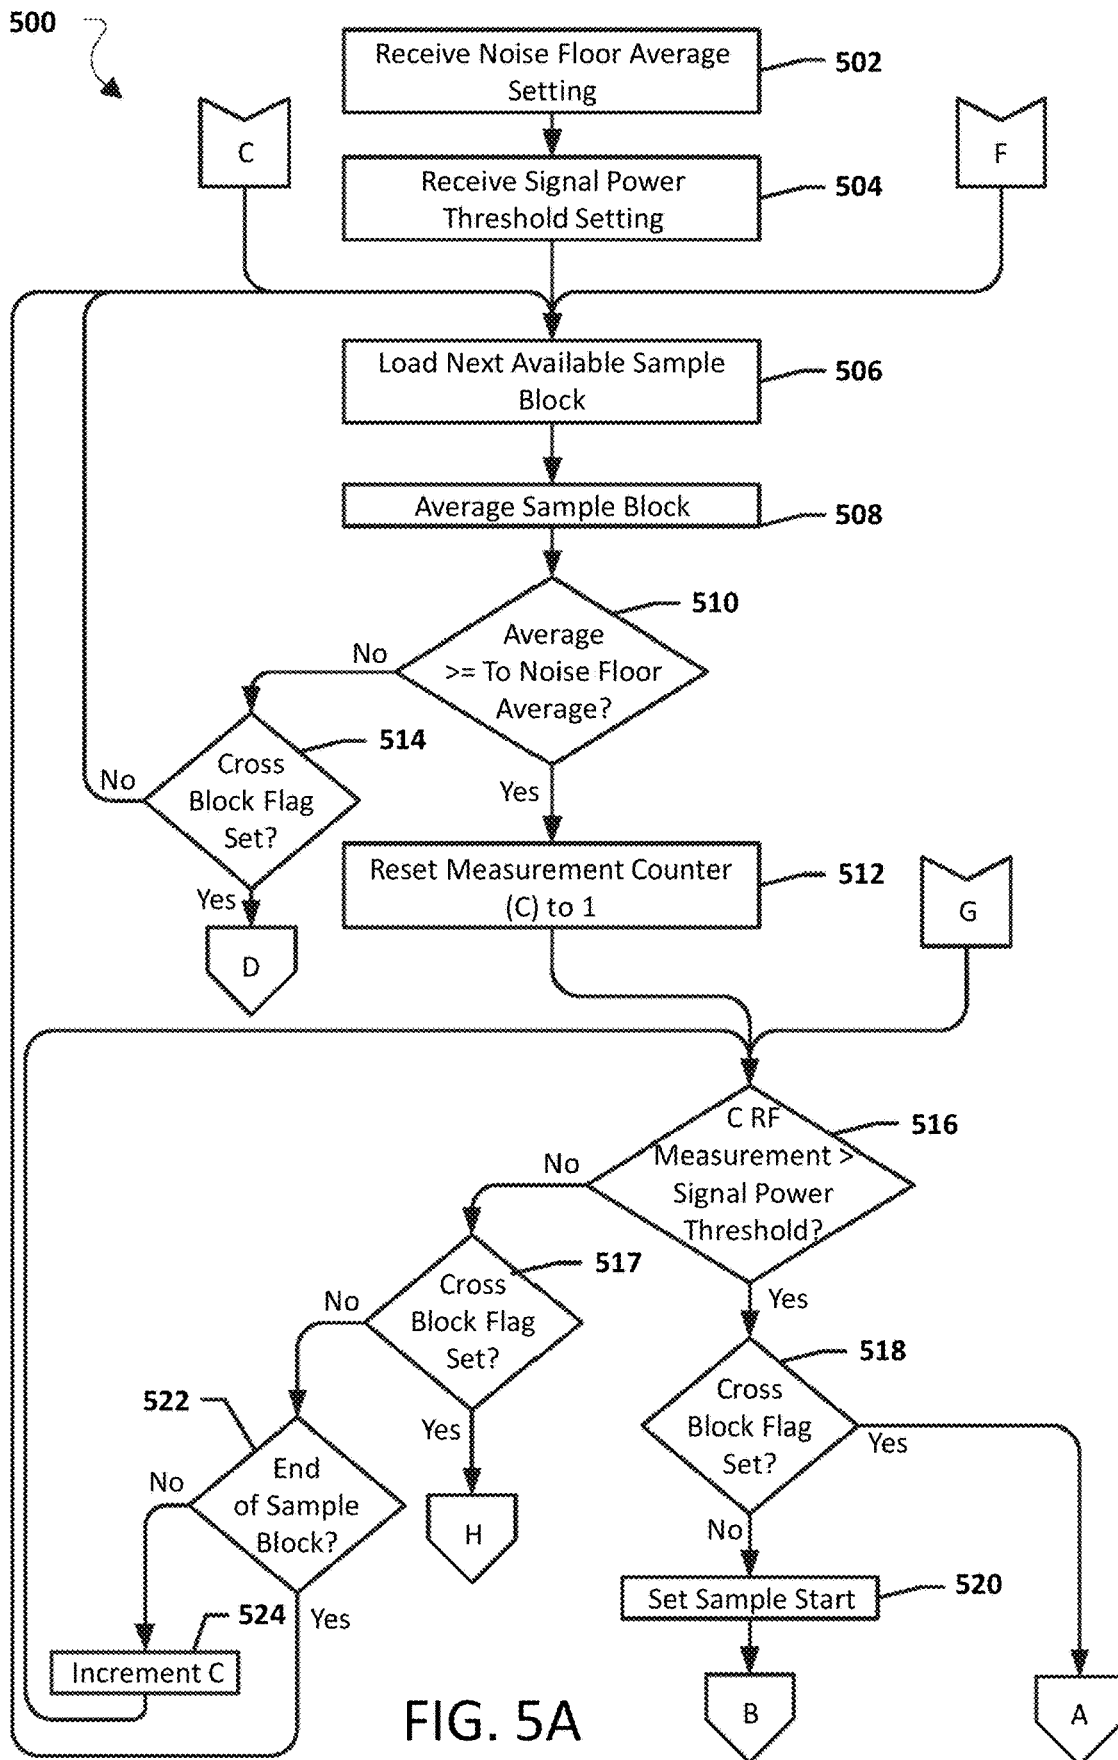 500
Receive Noise Floor Average
Setting
502
C
F
Receive Signal Power
Threshold Setting
504
Load Next Available Sample
Block
506
Average Sample Block
508
510
Average
>= To Noise Floor
Average?
No
514
Cross
Block Flag
Set?
No
Yes
Yes
D
Reset Measurement Counter
(C) to 1
512
G
C RF
Measurement >
Signal Power
Threshold?
516
No
Yes
517
Cross
Block Flag
Set?
No
Yes
518
Cross
Block Flag
Set?
Yes
No
522
End
of Sample
Block?
No
Yes
H
Set Sample Start
520
524
Increment C
B
A
FIG. 5A